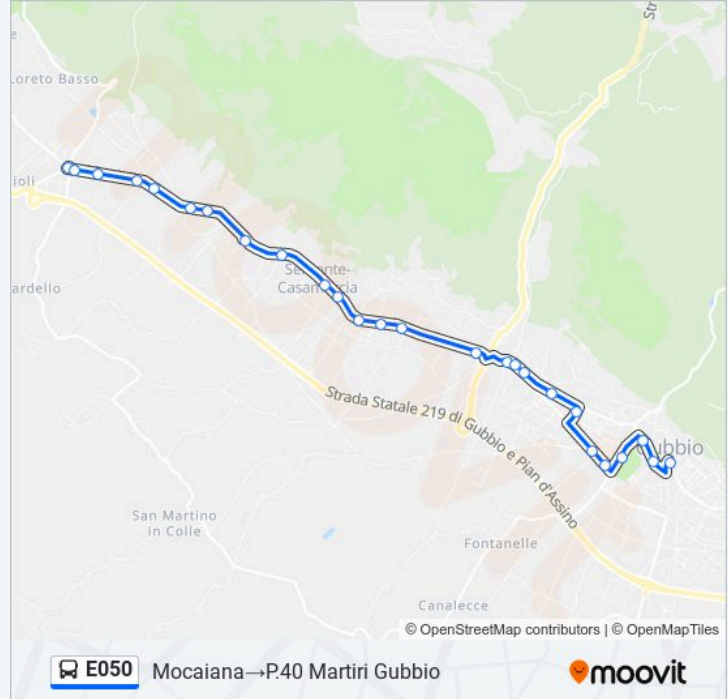 Str
e
Loreto Basso
ioli
ardello
Semonte-
Casamorcia
Strada Statale 219 di Gubbio e Pian d'Assino
Gubbio
San Martino
in Colle
Fontanelle
Canalecce
© OpenStreetMap contributors | © OpenMapTiles
E050 Mocaiana→P.40 Martiri Gubbio
moovit